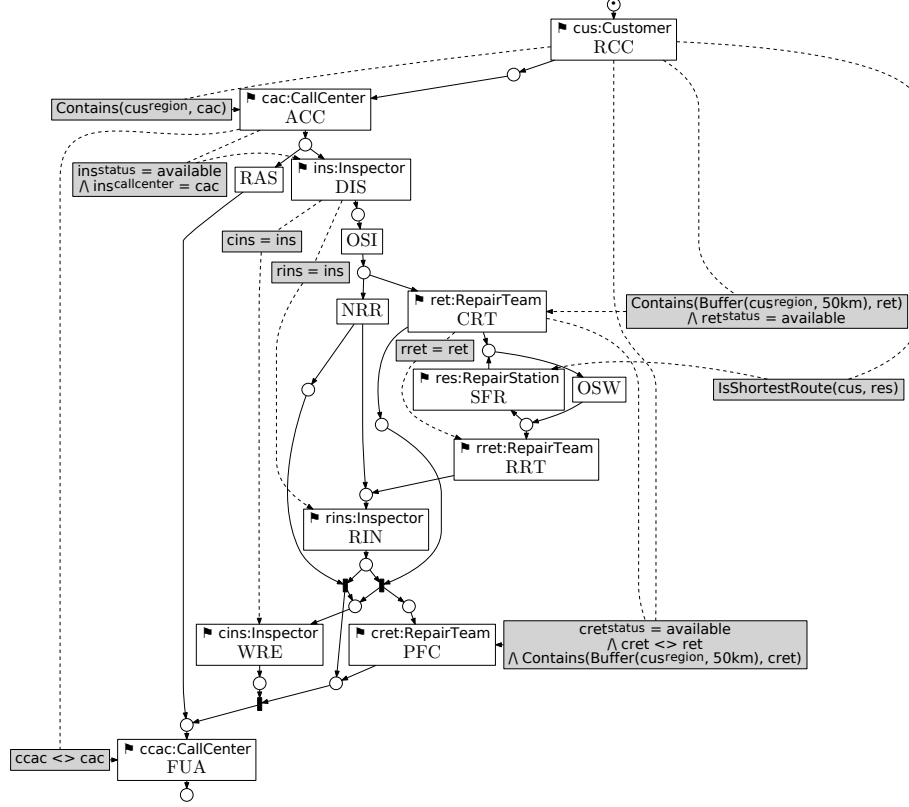 ⚑ cus:Customer
RCC
⚑ cac:CallCenter
ACC
Contains(cusregion, cac)
insstatus = available
/\ inscallcenter = cac
RAS
⚑ ins:Inspector
DIS
cins = ins
OSI
rins = ins
NRR
⚑ ret:RepairTeam
CRT
Contains(Buffer(cusregion, 50km), ret)
/\ retstatus = available
rret = ret
⚑ res:RepairStation
SFR
OSW
IsShortestRoute(cus, res)
⚑ rret:RepairTeam
RRT
⚑ rins:Inspector
RIN
⚑ cins:Inspector
WRE
⚑ cret:RepairTeam
PFC
cretstatus = available
/\ cret <> ret
/\ Contains(Buffer(cusregion, 50km), cret)
ccac <> cac
⚑ ccac:CallCenter
FUA